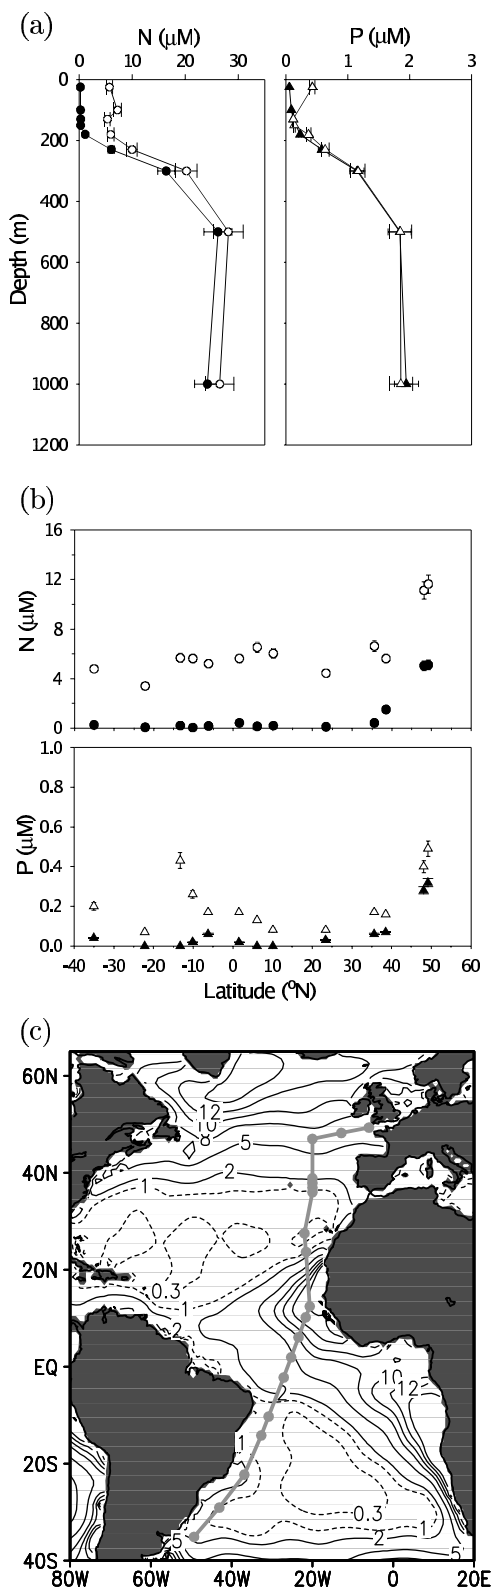 (a)
N (μM) P (μM)
0 10 20 30 0 1 2 3
0
200
400
600
800
1000
1200
Depth (m)
(b)
16
12
8
4
0
N (μM)
1.0
0.8
0.6
0.4
0.2
0.0
P (μM)
-40 -30 -20 -10 0 10 20 30 40 50 60
Latitude (°N)
(c)
60N
40N
20N
EQ
20S
40S
12
10
8
5
2
1
0.3
1
2
10
12
2
1
0.3
1
2
5
5
80W 60W 40W 20W 0 20E